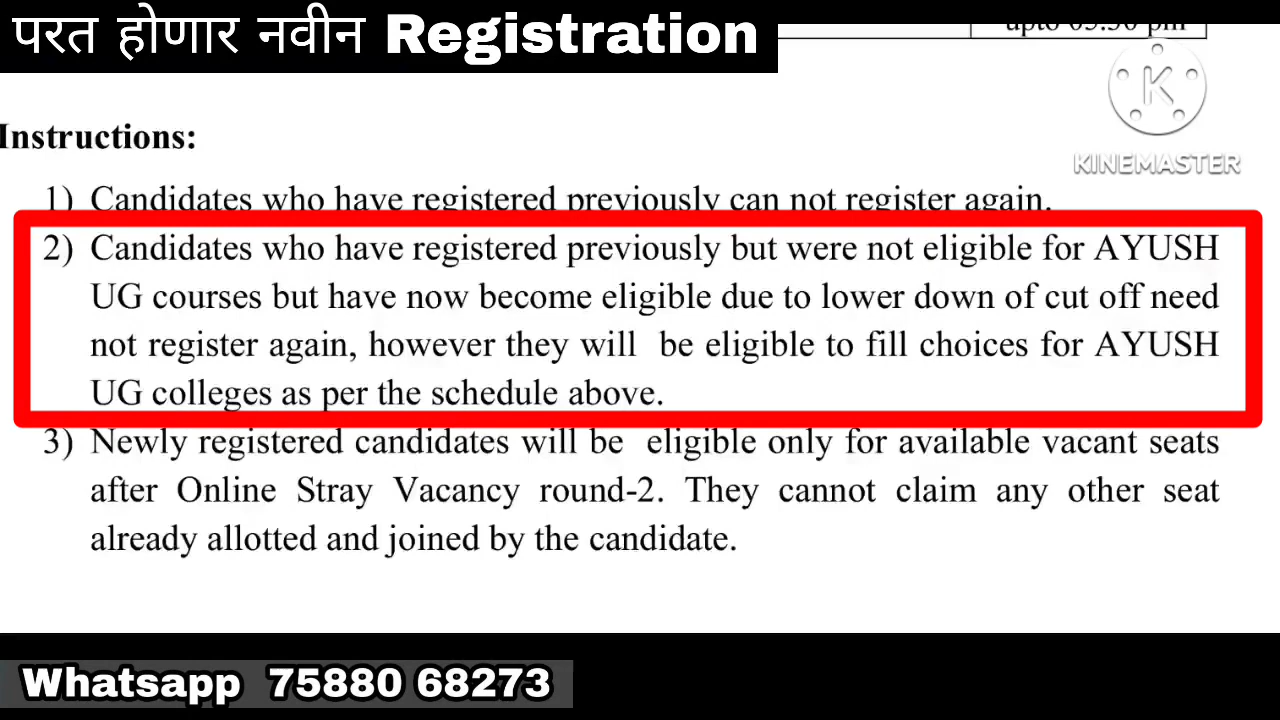 परत होणार नवीन Registration
upto 05:30 pm
KINEMASTER
Instructions:
1) Candidates who have registered previously can not register again.
2) Candidates who have registered previously but were not eligible for AYUSH
UG courses but have now become eligible due to lower down of cut off need
not register again, however they will be eligible to fill choices for AYUSH
UG colleges as per the schedule above.
3) Newly registered candidates will be eligible only for available vacant seats
after Online Stray Vacancy round-2. They cannot claim any other seat
already allotted and joined by the candidate.
Whatsapp 75880 68273